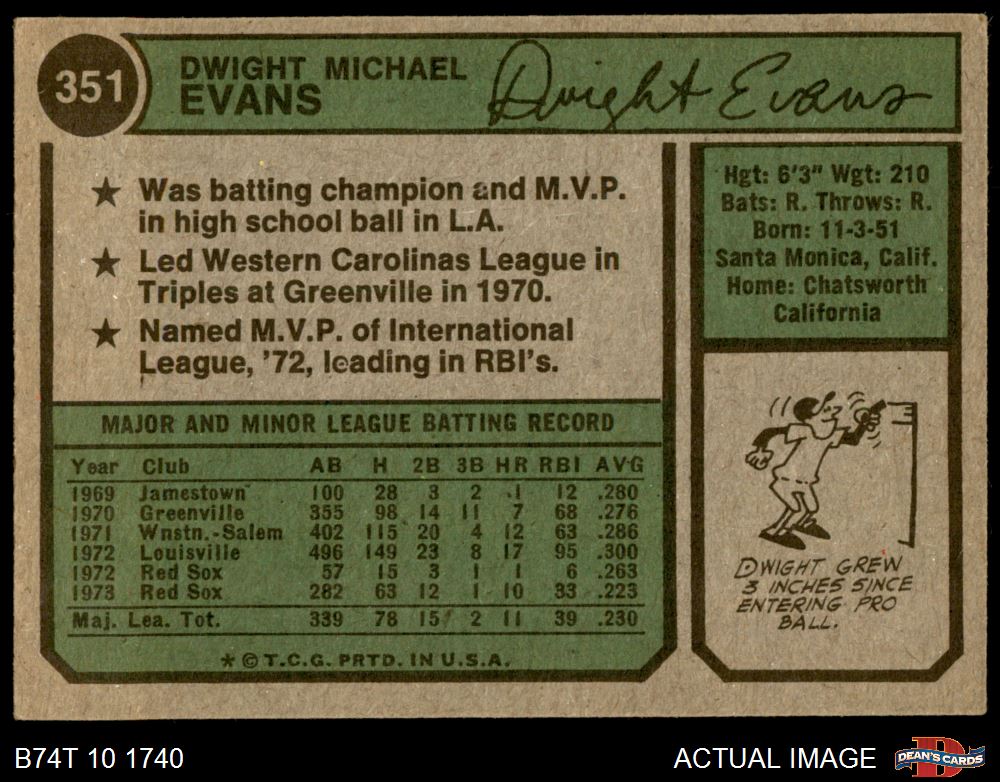 351
DWIGHT MICHAEL
EVANS
Dwight Evans
★ Was batting champion and M.V.P.
in high school ball in L.A.
★ Led Western Carolinas League in
Triples at Greenville in 1970.
★ Named M.V.P. of International
League, '72, leading in RBI's.
Hgt: 6'3" Wgt: 210
Bats: R. Throws: R.
Born: 11-3-51
Santa Monica, Calif.
Home: Chatsworth
California
MAJOR AND MINOR LEAGUE BATTING RECORD
Year Club AB H 2B 3B HR RBI AVG
1969 Jamestown 100 28 3 2 1 12 .280
1970 Greenville 355 98 14 11 7 68 .276
1971 Wnstn.-Salem 402 115 20 4 12 63 .286
1972 Louisville 496 149 23 8 17 95 .300
1972 Red Sox 57 15 3 1 1 6 .263
1973 Red Sox 282 63 12 1 10 33 .223
Maj. Lea. Tot. 339 78 15 2 11 39 .230
* © T.C.G. PRTD. IN U.S.A.
DWIGHT GREW
3 INCHES SINCE
ENTERING PRO
BALL.
B74T 10 1740
ACTUAL IMAGE
D
DEAN'S CARDS